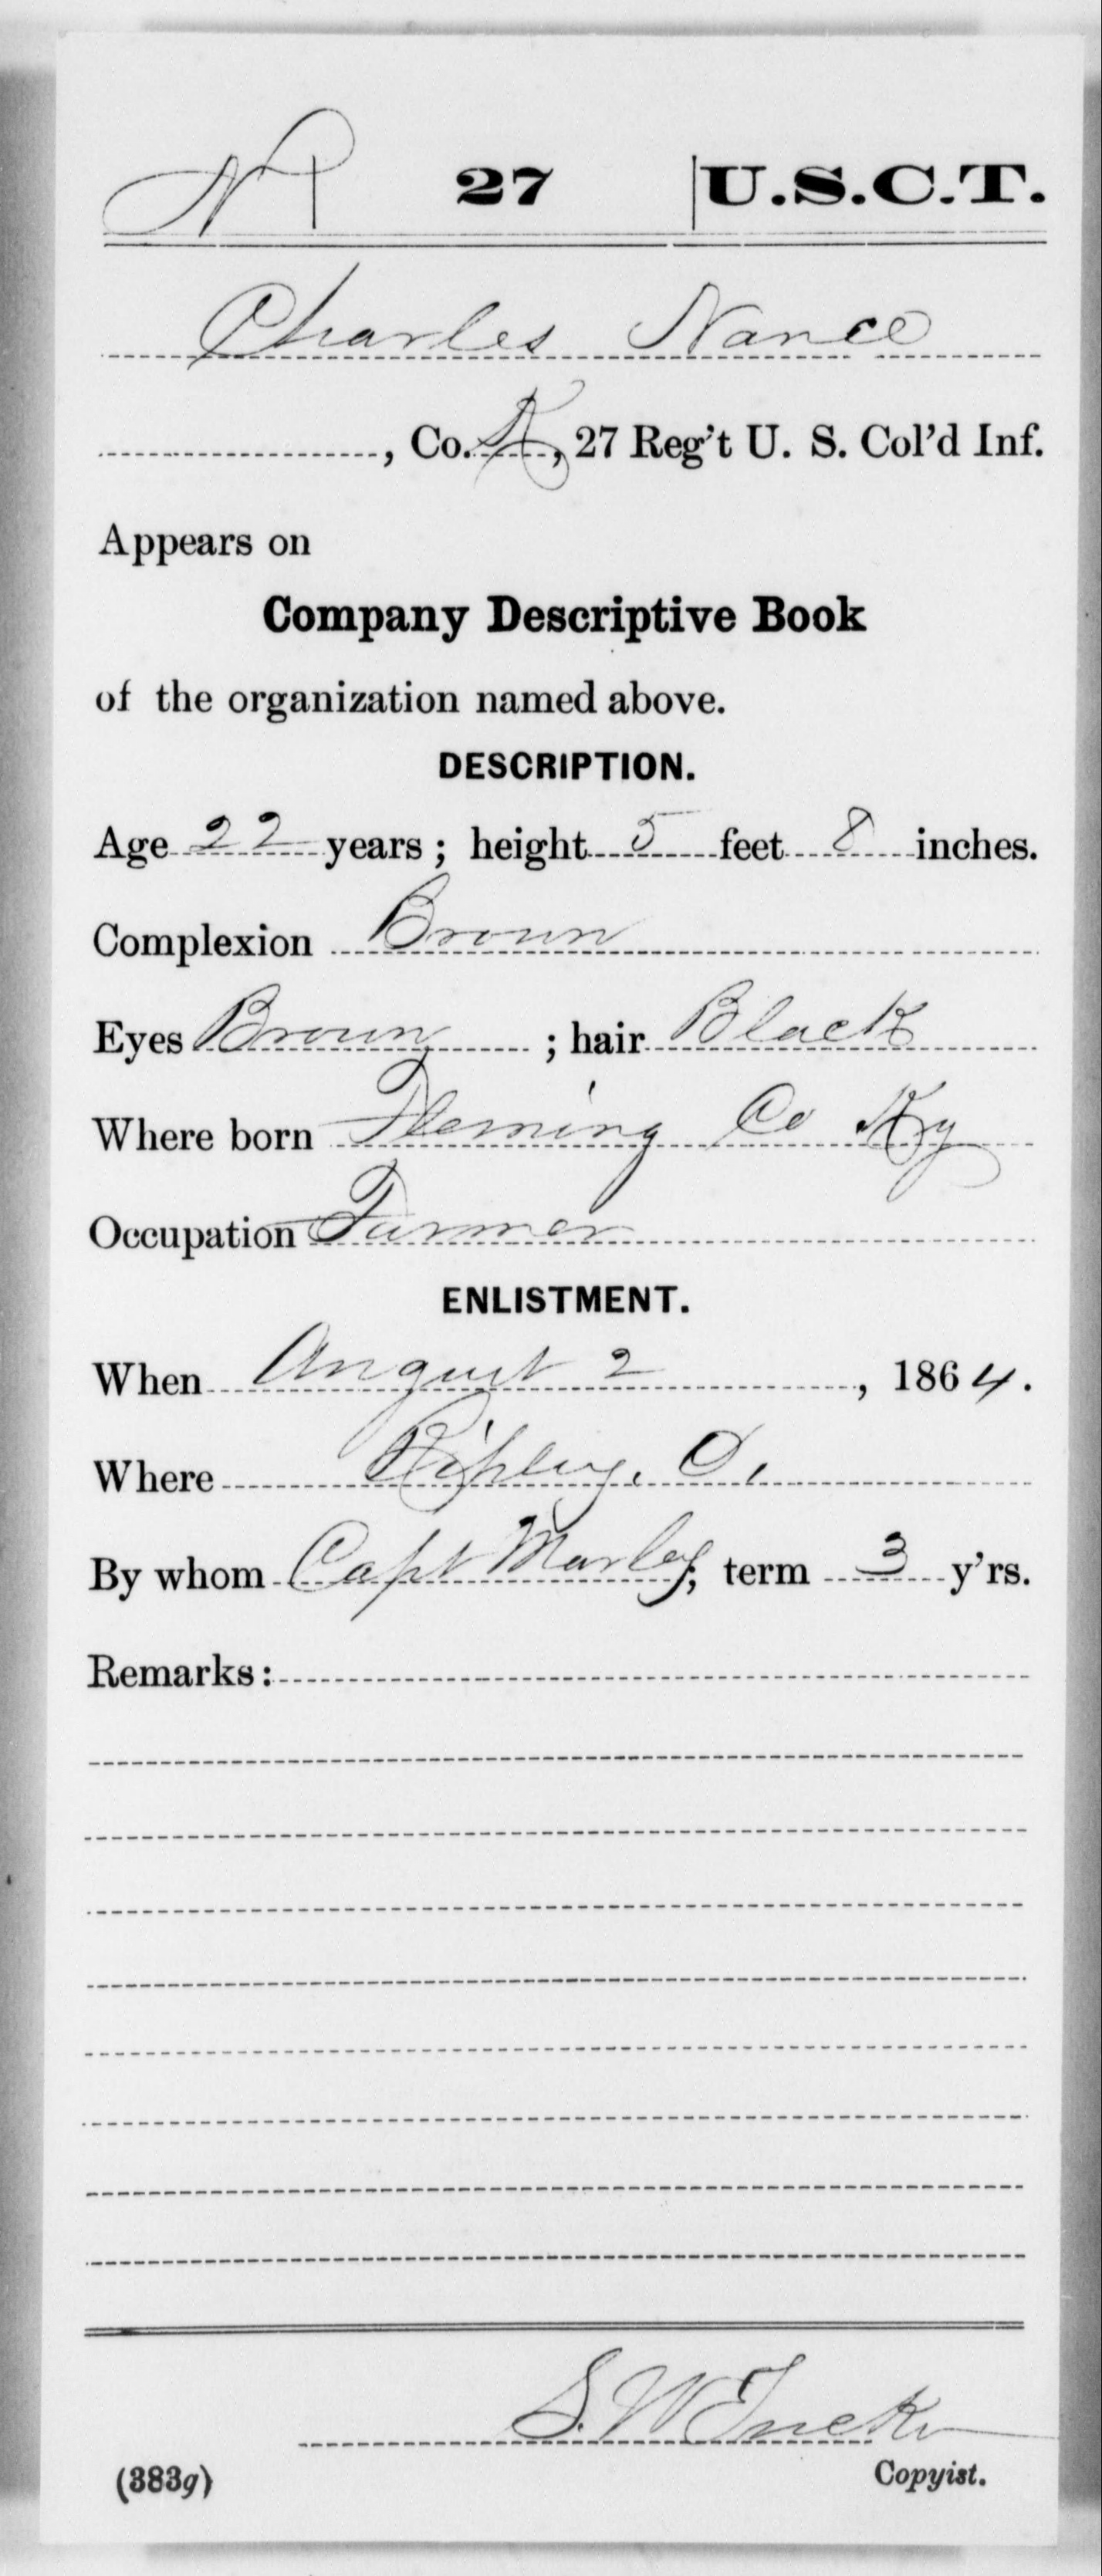 N 27 U.S.C.T.
Charles Nance
, Co. K, 27 Reg't U. S. Col'd Inf.
Appears on
Company Descriptive Book
of the organization named above.
DESCRIPTION.
Age 22 years; height 5 feet 8 inches.
Complexion Brown
Eyes Brown; hair Black
Where born Fleming Co Ky
Occupation Farmer
ENLISTMENT.
When August 2, 1864.
Where Ripley, O.
By whom Capt Marley; term 3 y'rs.
Remarks:
S. W.
(383g) Copyist.